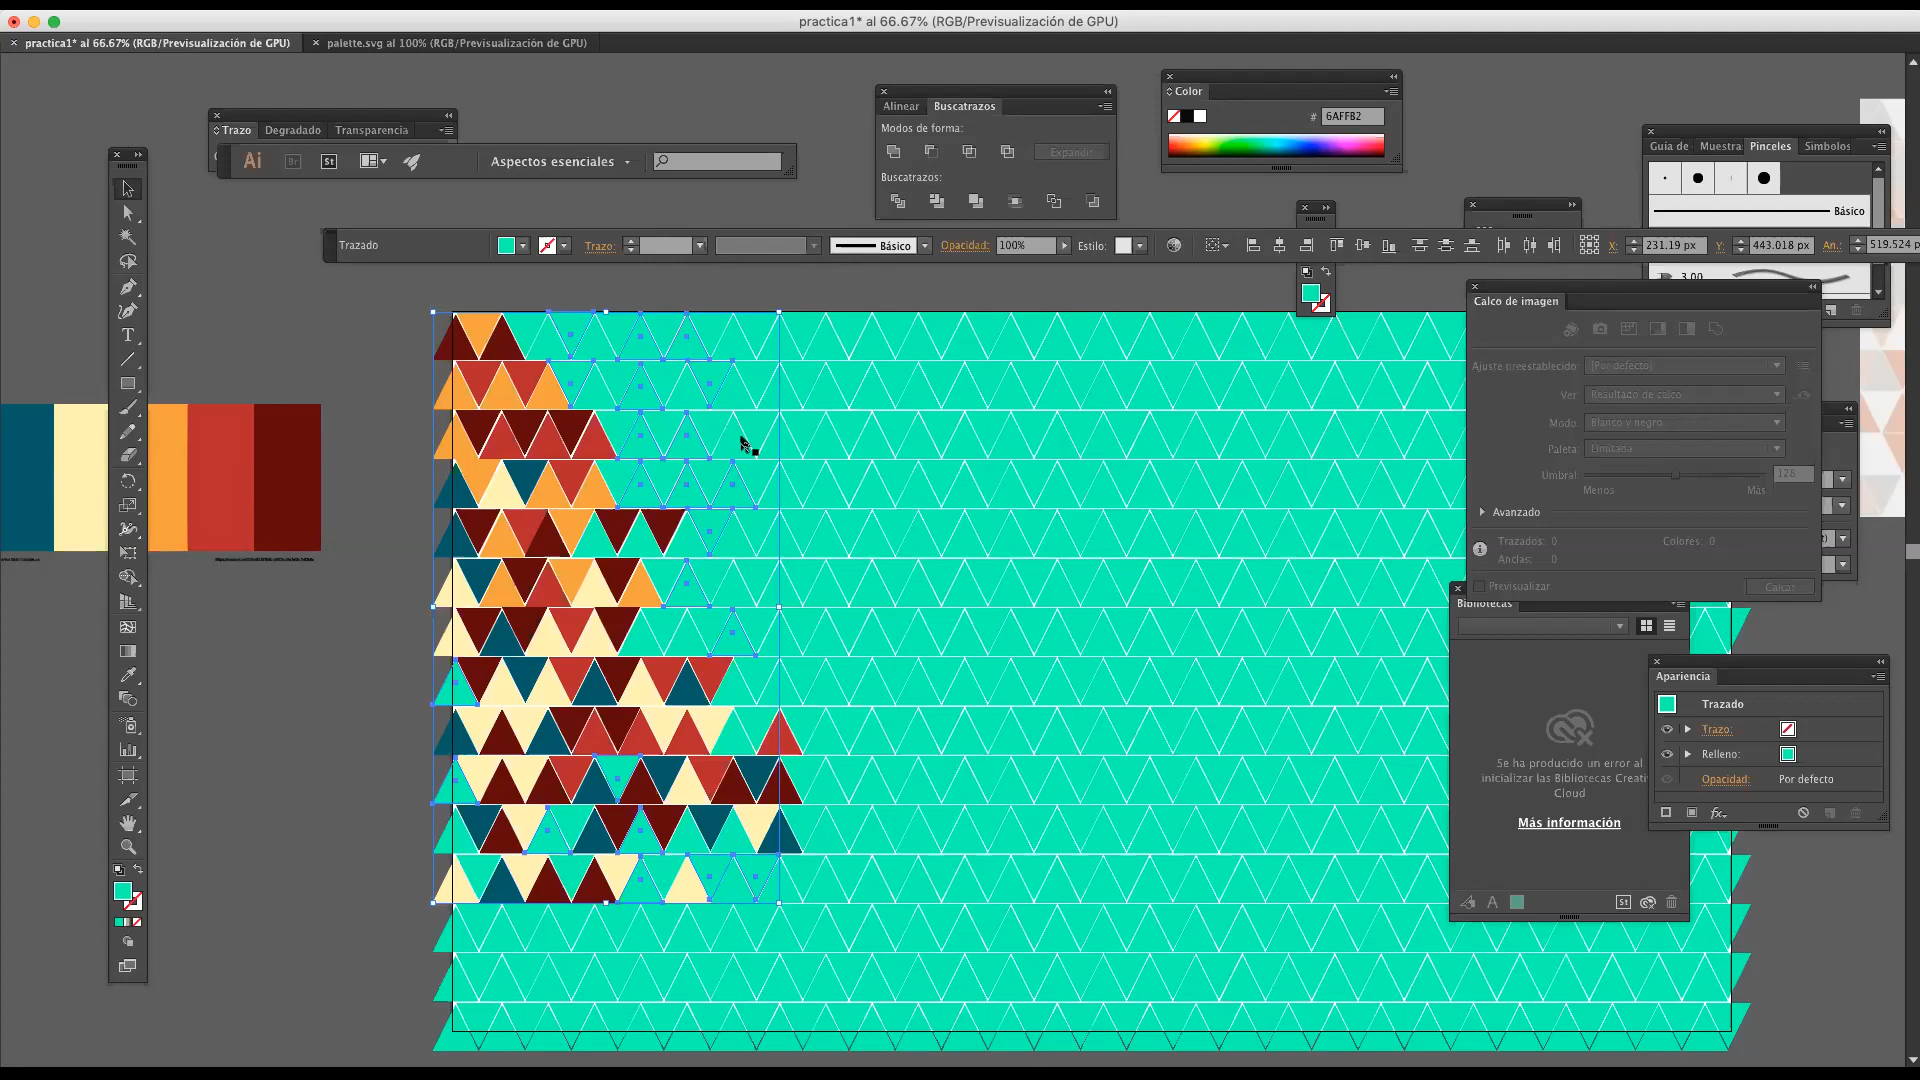 practica1* al 66.67% (RGB/Previsualización de GPU)
practica1* al 66.67% (RGB/Previsualización de GPU)
palette.svg al 100% (RGB/Previsualización de GPU)
Color
# 6AFFB2
Alinear
Buscatrazos
Modos de forma:
Expandir
Buscatrazos:
Trazo
Degradado
Transparencia
Ai
Br
St
Aspectos esenciales
Guía de
Muestra
Pinceles
Símbolos
Básico
3.00
Trazado
Trazo:
Básico
Opacidad:
100%
Estilo:
X:
231.19 px
Y:
443.018 px
An.:
519.524 p
Calco de imagen
Ajuste preestablecido:
[Por defecto]
Ver:
Resultado de calco
Modo:
Blanco y negro
Paleta:
Limitada
Umbral:
128
Menos
Más
Avanzado
Trazados: 0
Colores: 0
Anclas: 0
Previsualizar
Calcar
Bibliotecas
Se ha producido un error al
inicializar las Bibliotecas Creati
Cloud
Más información
St
Apariencia
Trazado
Trazo:
Relleno:
Opacidad:
Por defecto
fx